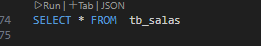 ▷Run | +Tab | JSON
74 SELECT * FROM  tb_salas
75